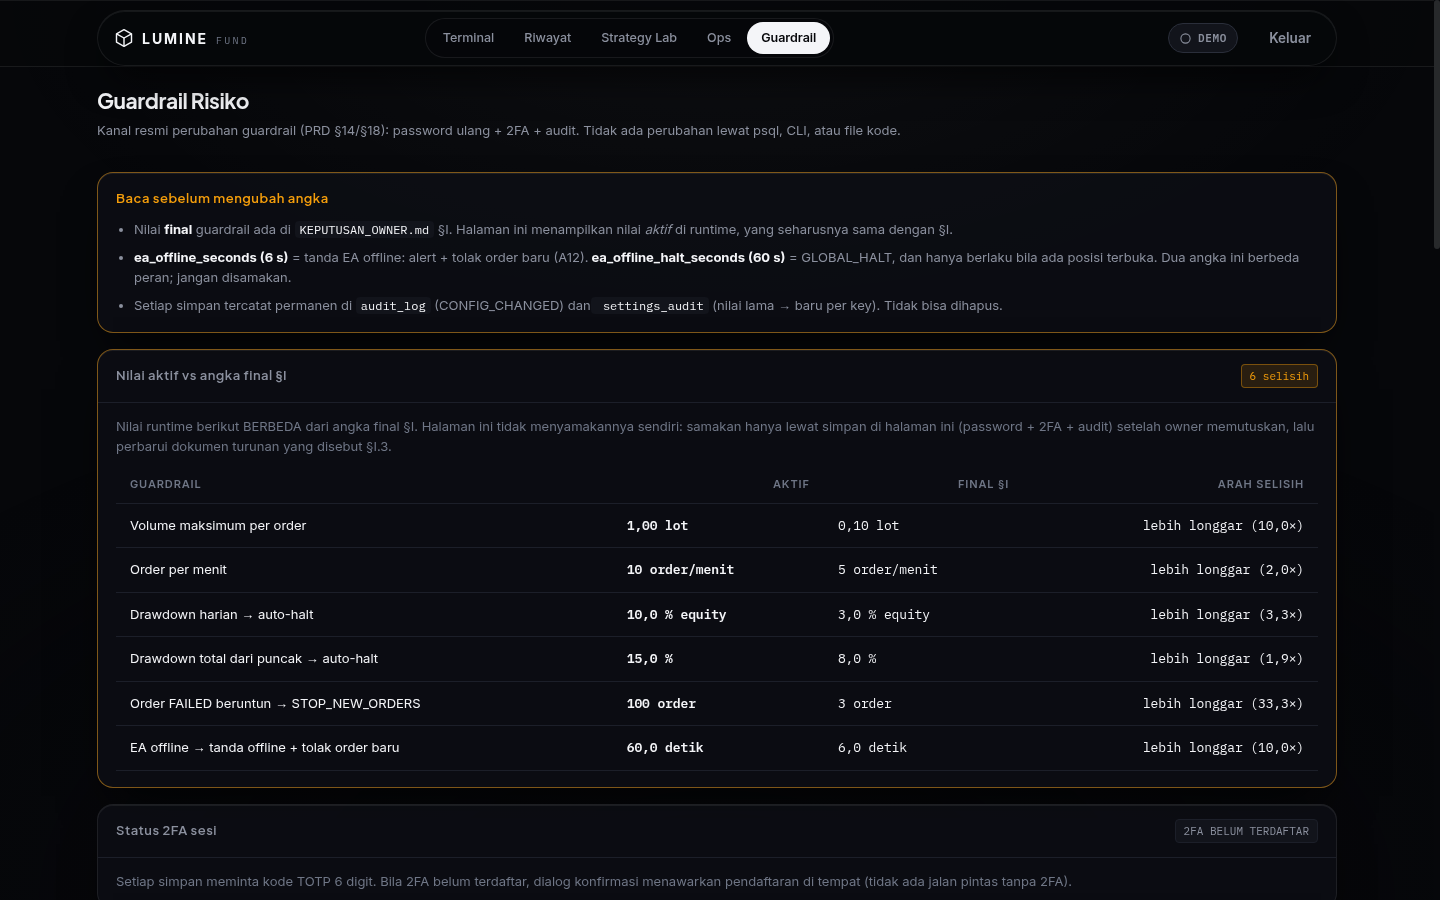 LUMINE FUND
Terminal
Riwayat
Strategy Lab
Ops
Guardrail
DEMO
Keluar
Guardrail Risiko
Kanal resmi perubahan guardrail (PRD §14/§18): password ulang + 2FA + audit. Tidak ada perubahan lewat psql, CLI, atau file kode.
Baca sebelum mengubah angka
• Nilai final guardrail ada di KEPUTUSAN_OWNER.md §I. Halaman ini menampilkan nilai aktif di runtime, yang seharusnya sama dengan §I.
• ea_offline_seconds (6 s) = tanda EA offline: alert + tolak order baru (A12). ea_offline_halt_seconds (60 s) = GLOBAL_HALT, dan hanya berlaku bila ada posisi terbuka. Dua angka ini berbeda
peran; jangan disamakan.
• Setiap simpan tercatat permanen di audit_log (CONFIG_CHANGED) dan settings_audit (nilai lama → baru per key). Tidak bisa dihapus.
Nilai aktif vs angka final §I
6 selisih
Nilai runtime berikut BERBEDA dari angka final §I. Halaman ini tidak menyamakannya sendiri: samakan hanya lewat simpan di halaman ini (password + 2FA + audit) setelah owner memutuskan, lalu
perbarui dokumen turunan yang disebut §I.3.
GUARDRAIL AKTIF FINAL §I ARAH SELISIH
Volume maksimum per order 1,00 lot 0,10 lot lebih longgar (10,0×)
Order per menit 10 order/menit 5 order/menit lebih longgar (2,0×)
Drawdown harian → auto-halt 10,0 % equity 3,0 % equity lebih longgar (3,3×)
Drawdown total dari puncak → auto-halt 15,0 % 8,0 % lebih longgar (1,9×)
Order FAILED beruntun → STOP_NEW_ORDERS 100 order 3 order lebih longgar (33,3×)
EA offline → tanda offline + tolak order baru 60,0 detik 6,0 detik lebih longgar (10,0×)
Status 2FA sesi
2FA BELUM TERDAFTAR
Setiap simpan meminta kode TOTP 6 digit. Bila 2FA belum terdaftar, dialog konfirmasi menawarkan pendaftaran di tempat (tidak ada jalan pintas tanpa 2FA).